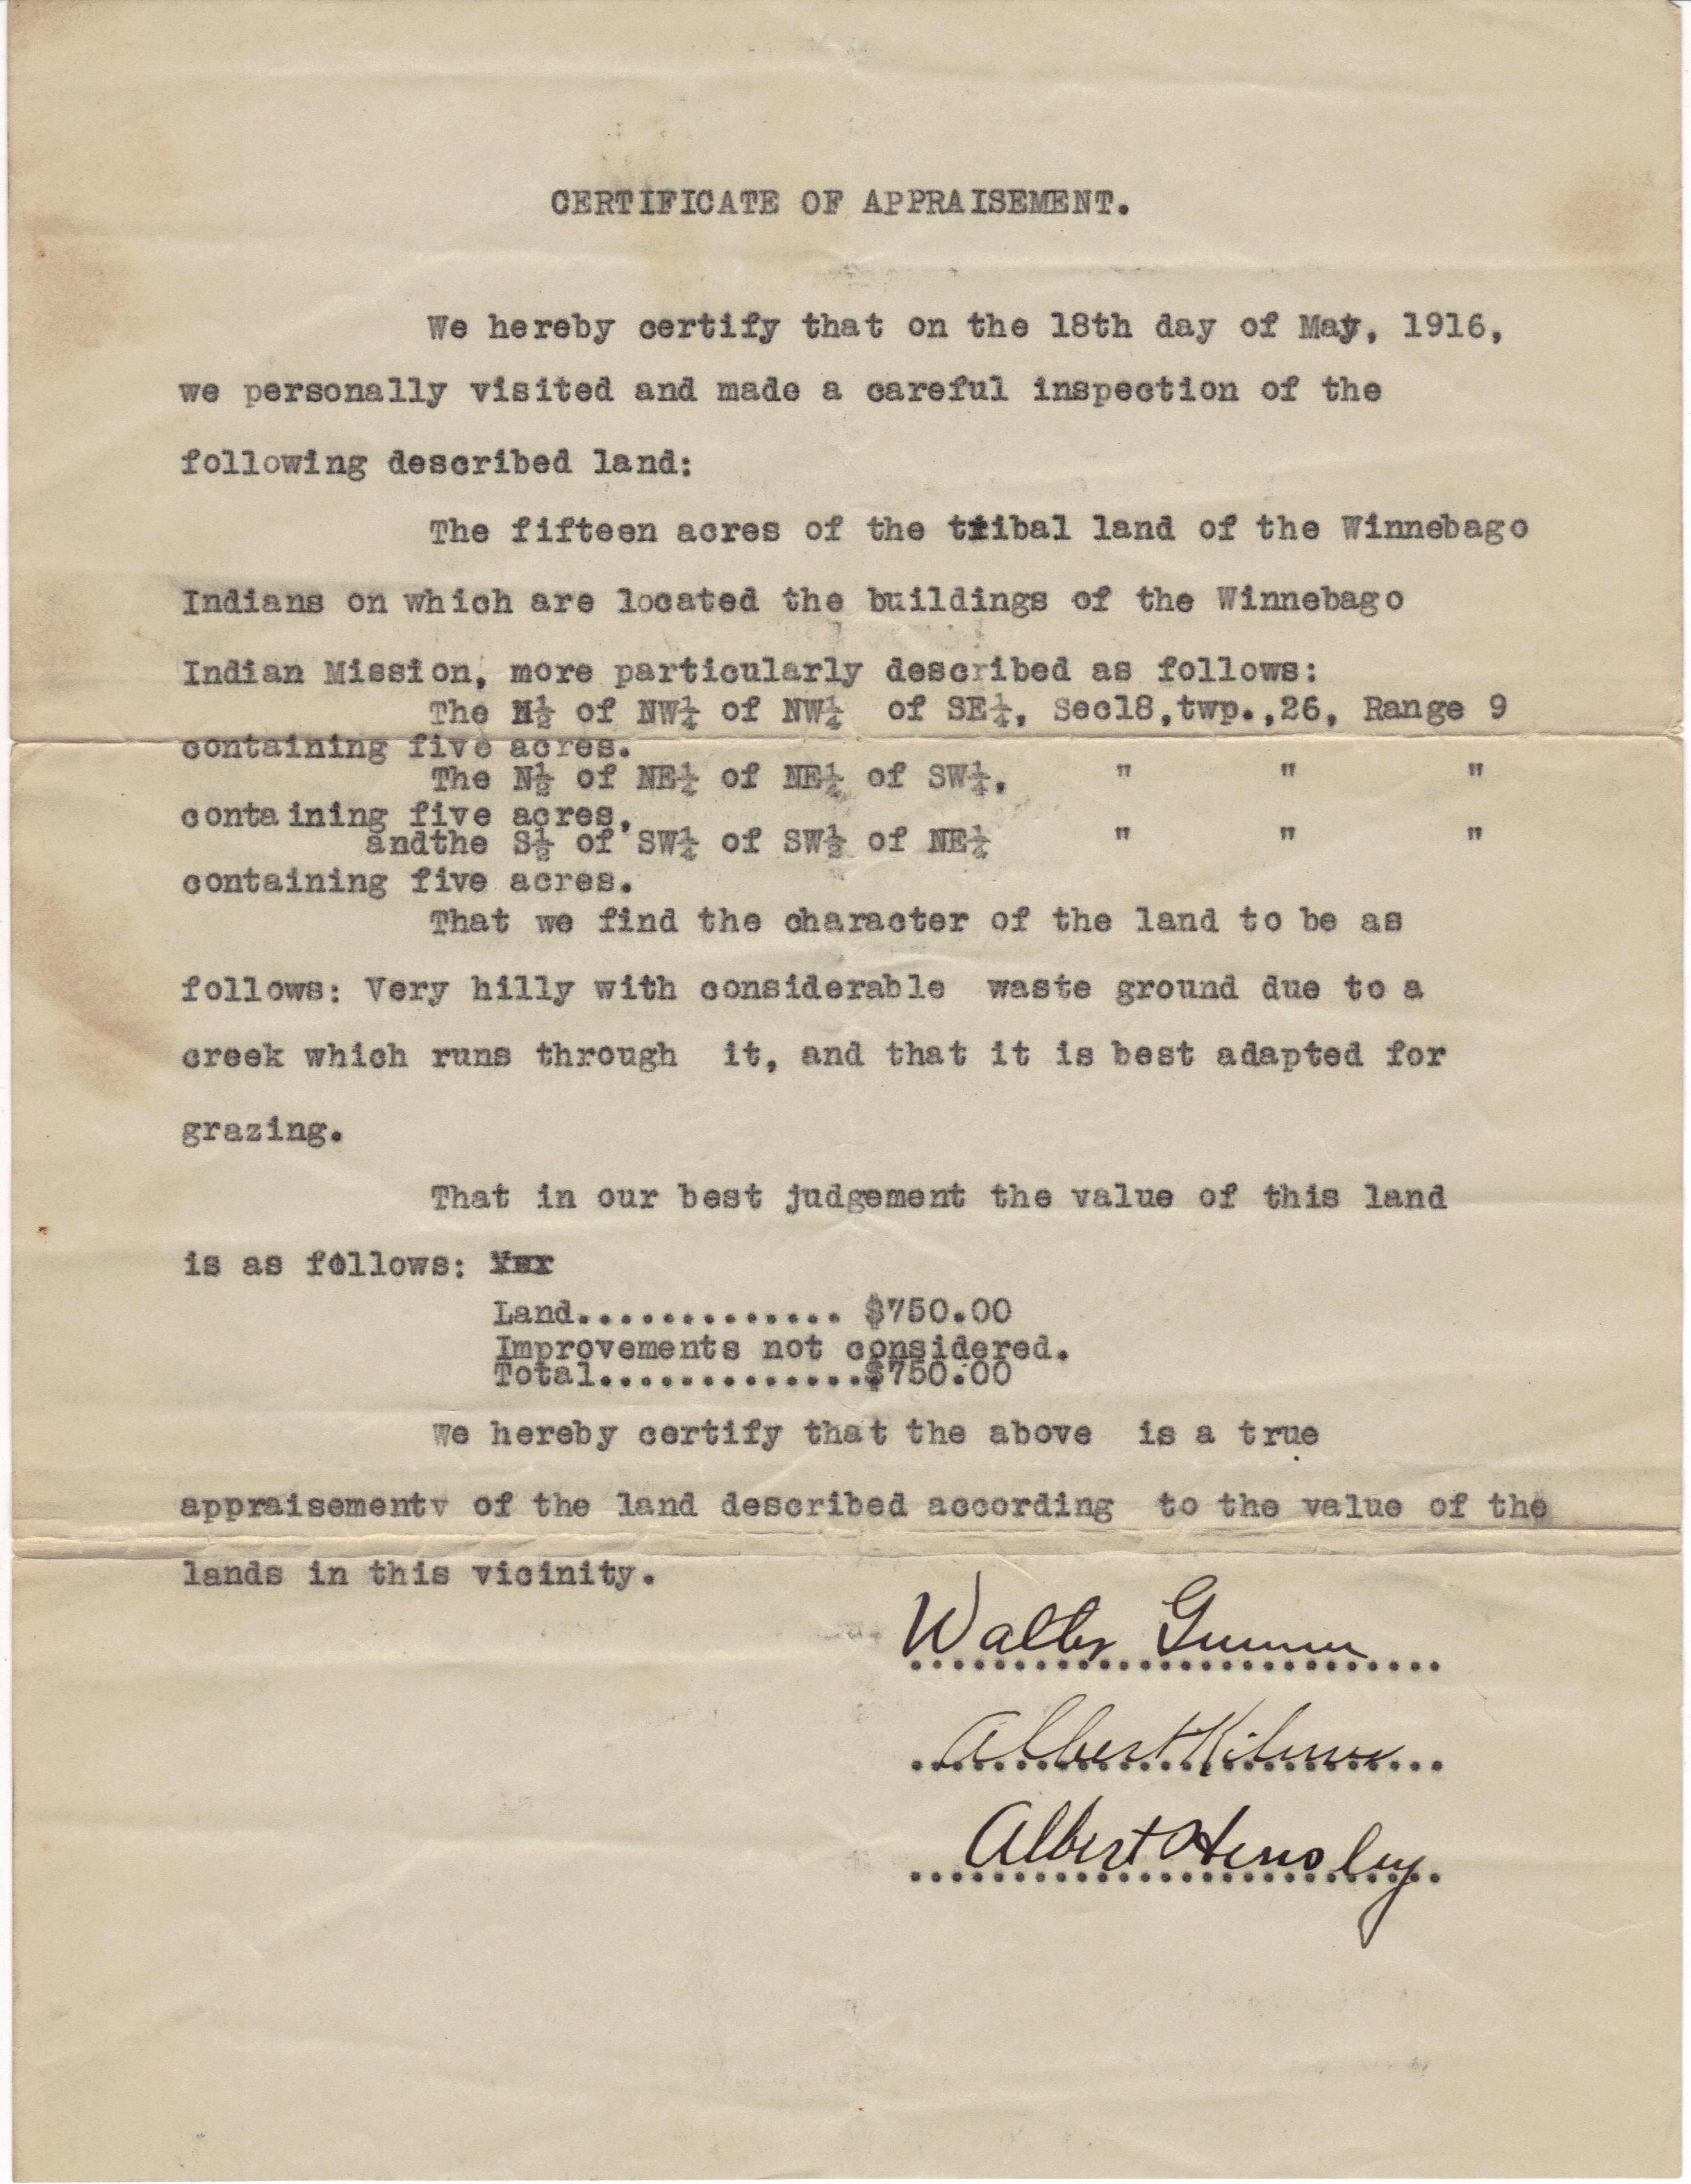 CERTIFICATE OF APPRAISEMENT.
We hereby certify that on the 18th day of May, 1916,
we personally visited and made a careful inspection of the
following described land:
The fifteen acres of the tribal land of the Winnebago
Indians on which are located the buildings of the Winnebago
Indian Mission, more particularly described as follows:
The N½ of NW¼ of NW¼ of SE¼, Sec18,twp.,26, Range 9
containing five acres.
The N½ of NE¼ of NE¼ of SW¼, " " "
containing five acres,
andthe S½ of SW¼ of SW½ of NE¼ " " "
containing five acres.
That we find the character of the land to be as
follows: Very hilly with considerable waste ground due to a
creek which runs through it, and that it is best adapted for
grazing.
That in our best judgement the value of this land
is as follows:
Land............. $750.00
Improvements not considered.
Total.............$750.00
We hereby certify that the above is a true
appraisementv of the land described according to the value of the
lands in this vicinity.
Walter
Albert
Albert Hensley